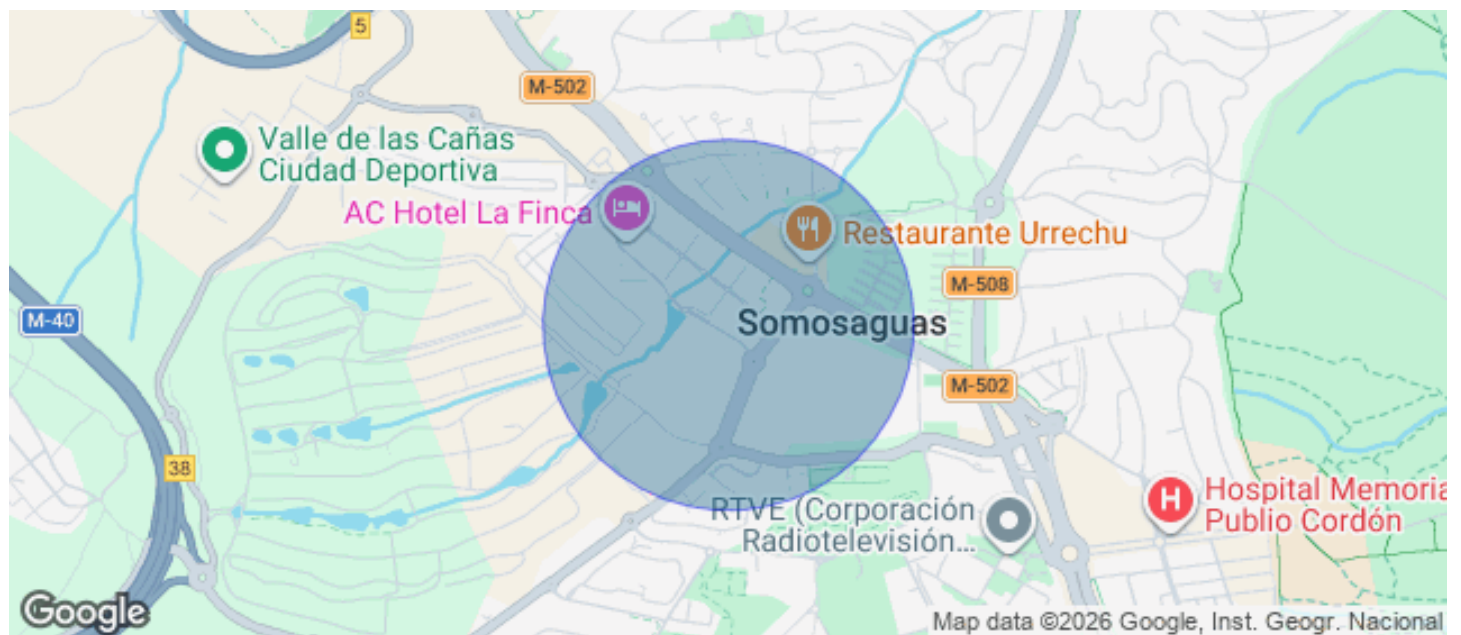 5
M-502
Valle de las Cañas
Ciudad Deportiva
AC Hotel La Finca
Restaurante Urrechu
M-508
M-40
Somosaguas
M-502
38
RTVE (Corporación
Radiotelevisión...
Hospital Memoria
Publio Cordón
Google
Map data ©2026 Google, Inst. Geogr. Nacional